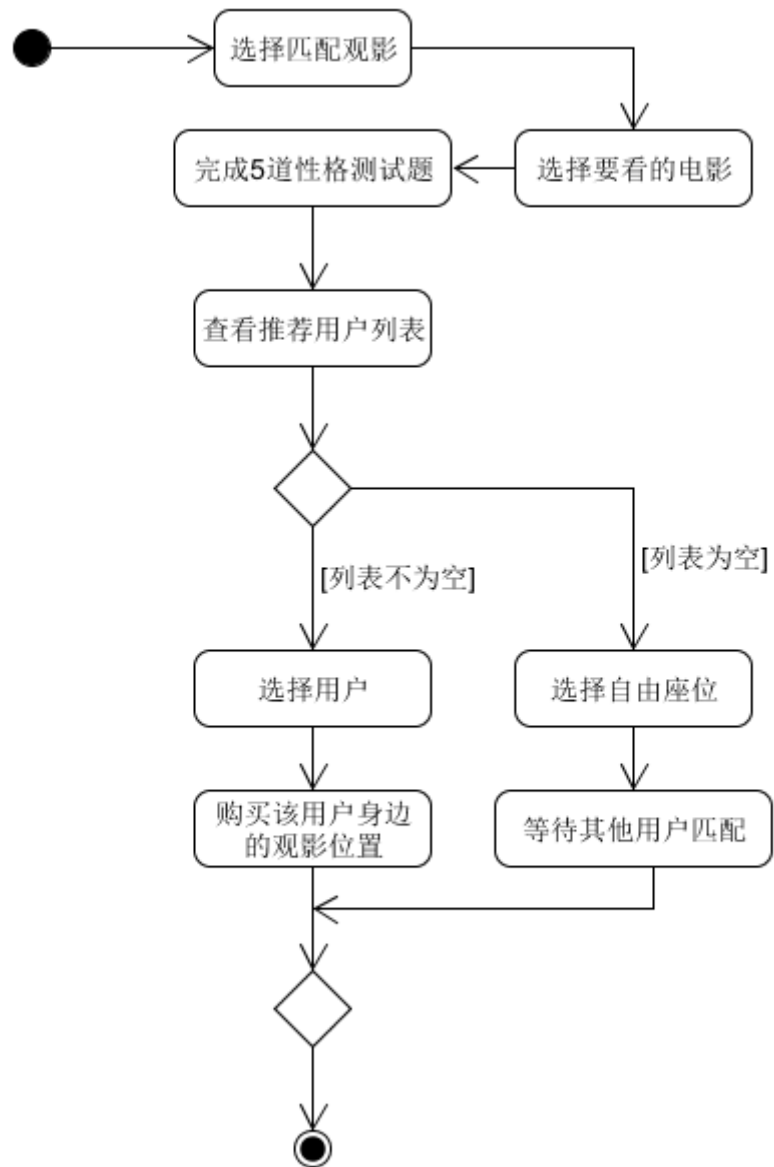 选择匹配观影
完成5道性格测试题
选择要看的电影
查看推荐用户列表
[列表不为空]
[列表为空]
选择用户
选择自由座位
购买该用户身边
的观影位置
等待其他用户匹配